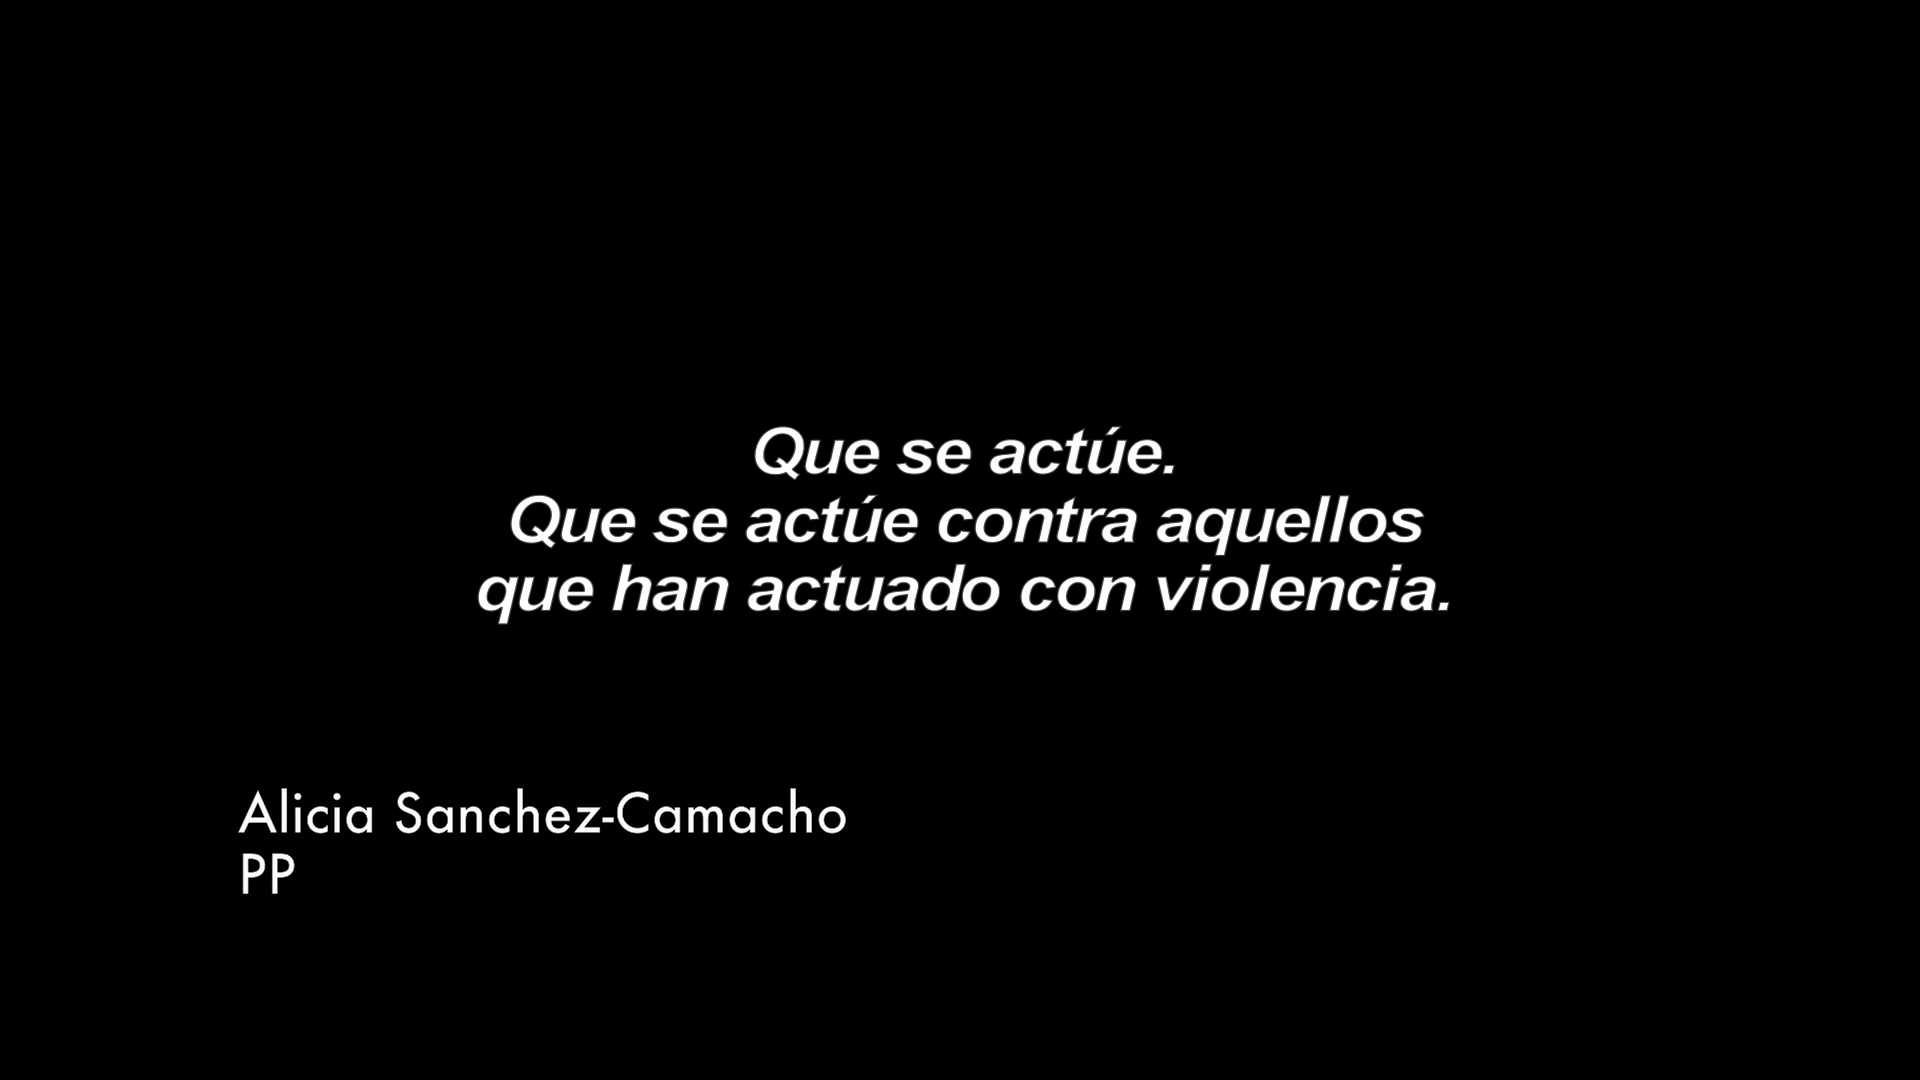 Que se actúe.
Que se actúe contra aquellos
que han actuado con violencia.
Alicia Sanchez-Camacho
PP